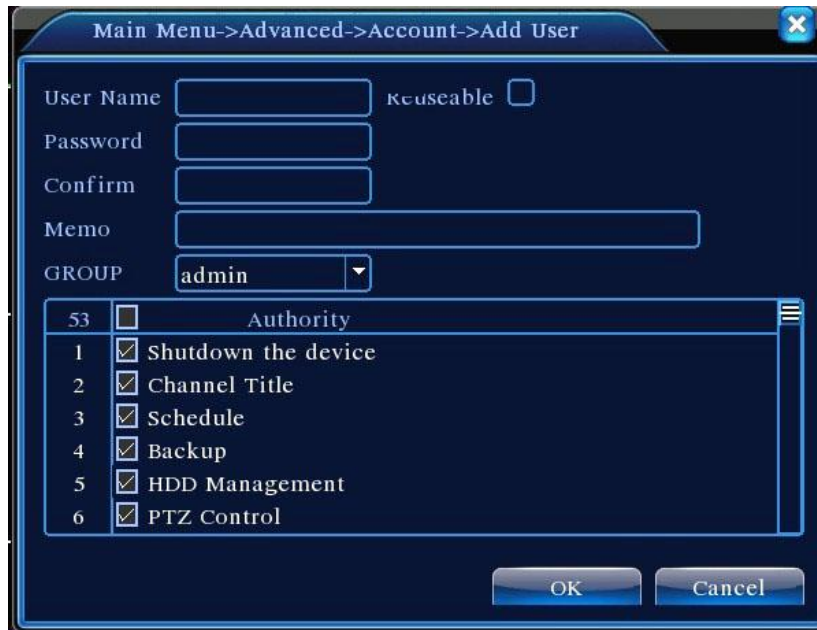 Main Menu->Advanced->Account->Add User
User Name Reuseable
Password
Confirm
Memo
GROUP admin
53 Authority
1 Shutdown the device
2 Channel Title
3 Schedule
4 Backup
5 HDD Management
6 PTZ Control
OK Cancel